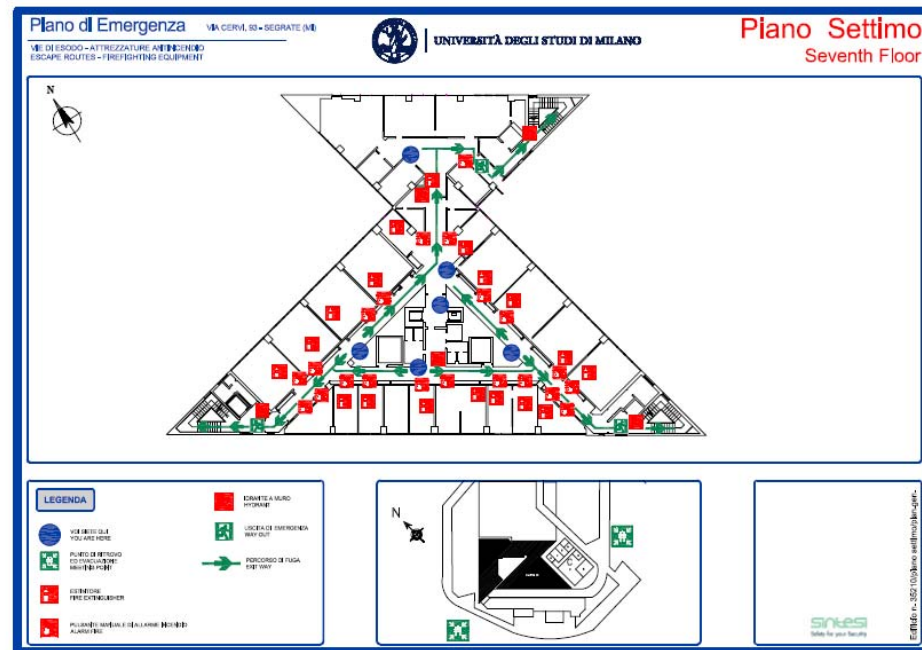 Piano di Emergenza VIA CERVI, 93 - SEGRATE (MI)
VIE DI ESODO - ATTREZZATURE ANTINCENDIO
ESCAPE ROUTES - FIREFIGHTING EQUIPMENT
UNIVERSITÀ DEGLI STUDI DI MILANO
Piano Settimo
Seventh Floor
N
LEGENDA
VOI SIETE QUI
YOU ARE HERE
PUNTO DI RITROVO
ED EVACUAZIONE
MEETING POINT
ESTINTORE
FIRE EXTINGUISHER
PULSANTE MANUALE DI ALLARME INCENDIO
ALARM FIRE
IDRANTE A MURO
HYDRANT
USCITA DI EMERGENZA
WAY OUT
PERCORSO DI FUGA
EXIT WAY
N
C
sintesi
Safety for your Security